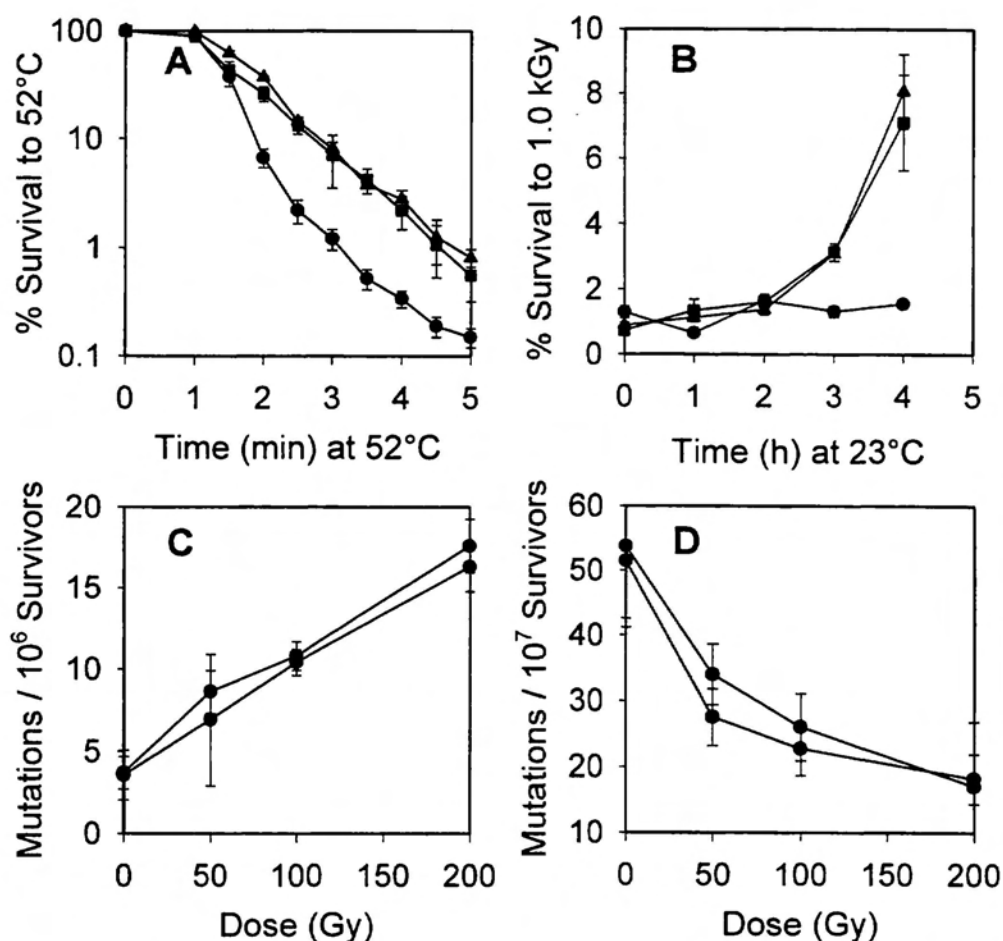 A
% Survival to 52°C
100
10
1
0.1
0 1 2 3 4 5
Time (min) at 52°C
B
% Survival to 1.0 kGy
10
8
6
4
2
0
0 1 2 3 4 5
Time (h) at 23°C
C
Mutations / 10⁶ Survivors
20
15
10
5
0
0 50 100 150 200
Dose (Gy)
D
Mutations / 10⁷ Survivors
60
50
40
30
20
10
0 50 100 150 200
Dose (Gy)